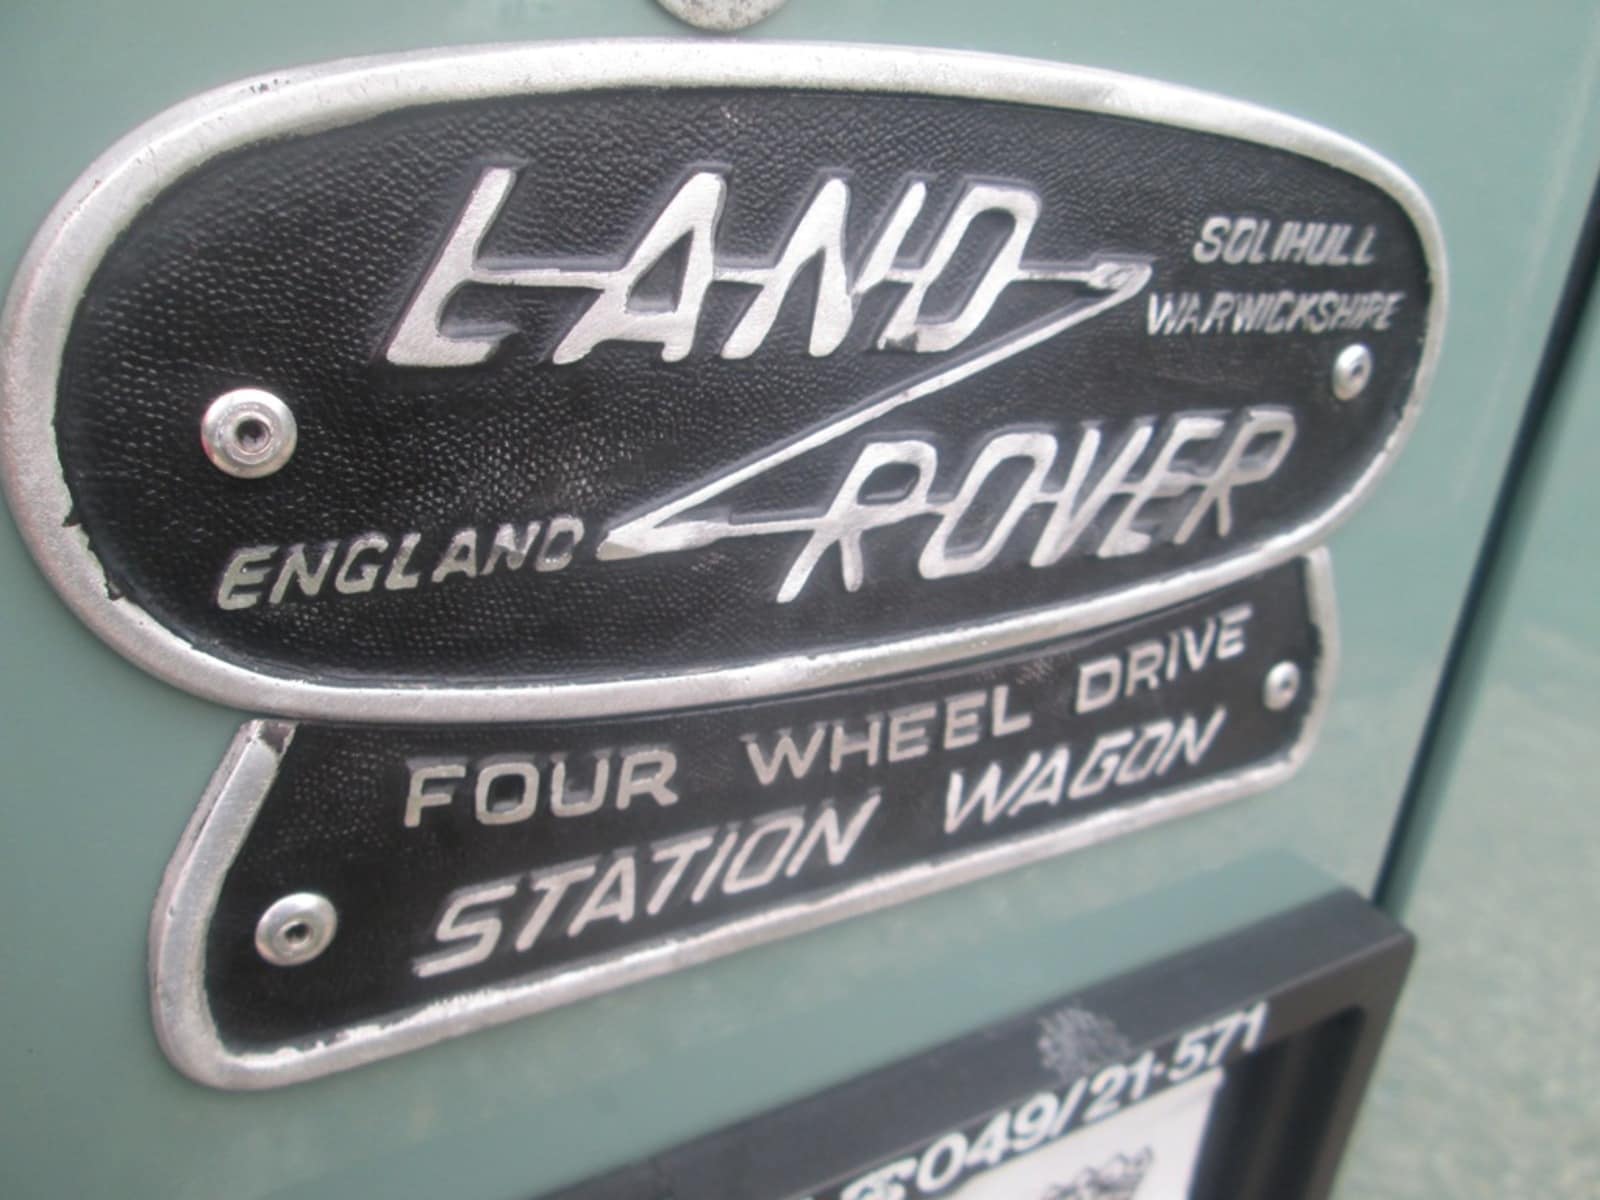 LAND
SOLIHULL
WARWICKSHIRE
ROVER
ENGLAND
FOUR WHEEL DRIVE
STATION WAGON
049/21·571